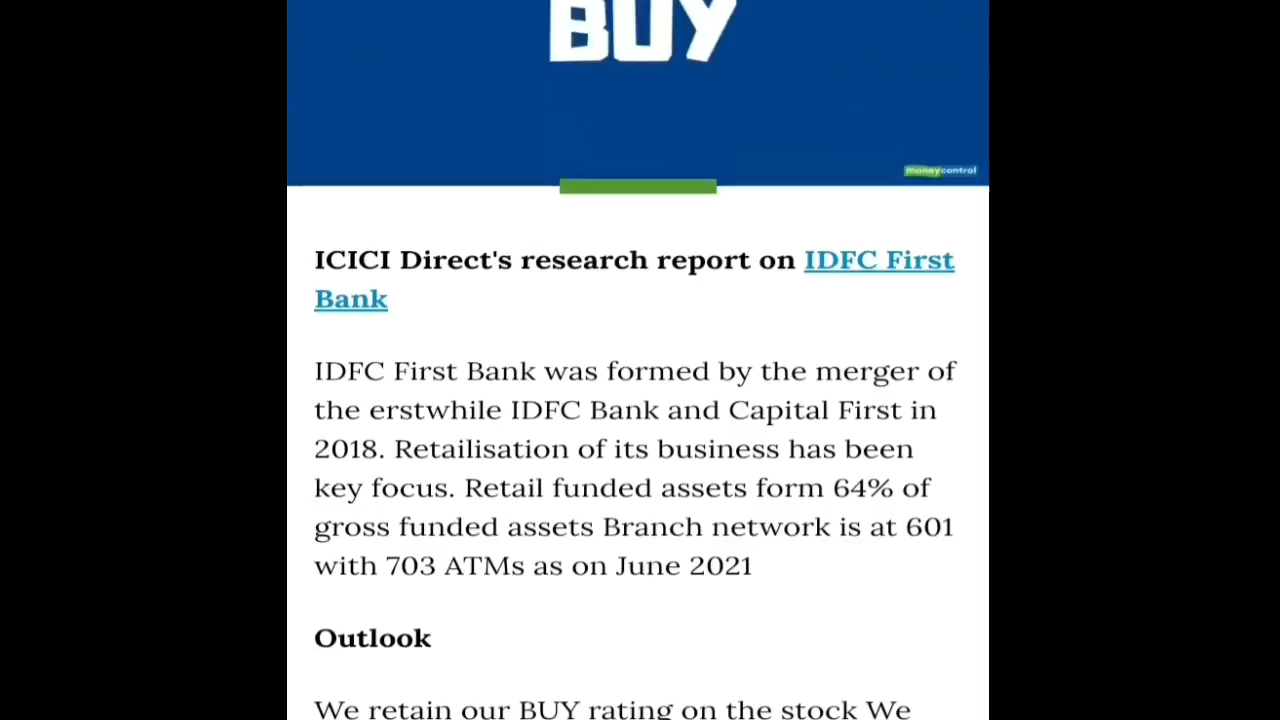 BUY
moneycontrol
ICICI Direct's research report on IDFC First
Bank
IDFC First Bank was formed by the merger of
the erstwhile IDFC Bank and Capital First in
2018. Retailisation of its business has been
key focus. Retail funded assets form 64% of
gross funded assets Branch network is at 601
with 703 ATMs as on June 2021
Outlook
We retain our BUY rating on the stock We